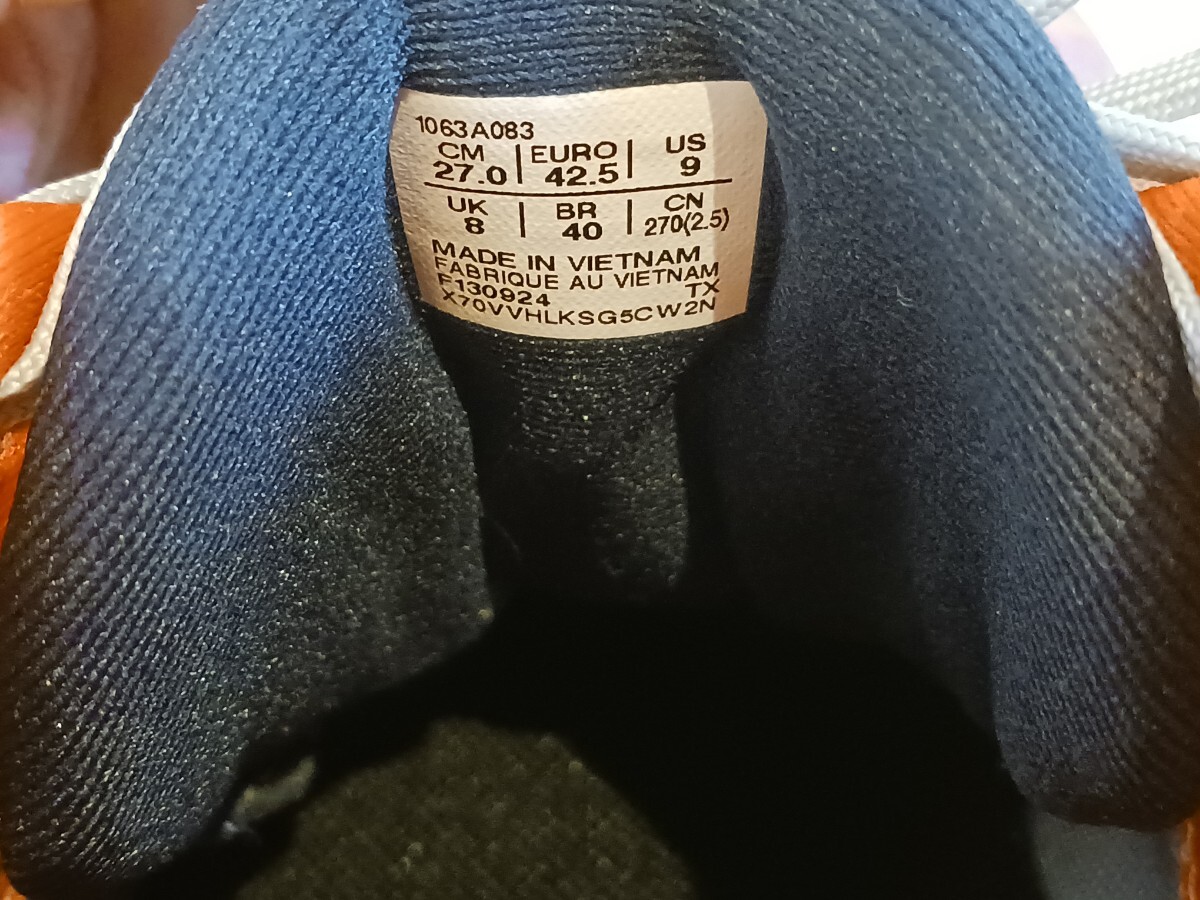 1063A083
CM | EURO | US
27.0 | 42.5 | 9
UK | BR | CN
8 | 40 | 270(2.5)
MADE IN VIETNAM
FABRIQUE AU VIETNAM
F130924 TX
X70VVHLKSG5CW2N